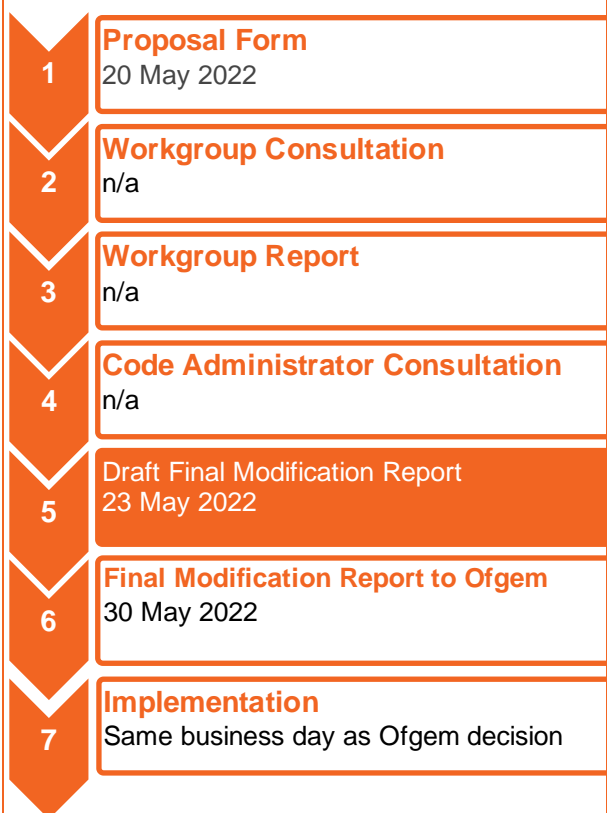 1
Proposal Form
20 May 2022
2
Workgroup Consultation
n/a
3
Workgroup Report
n/a
4
Code Administrator Consultation
n/a
5
Draft Final Modification Report
23 May 2022
6
Final Modification Report to Ofgem
30 May 2022
7
Implementation
Same business day as Ofgem decision